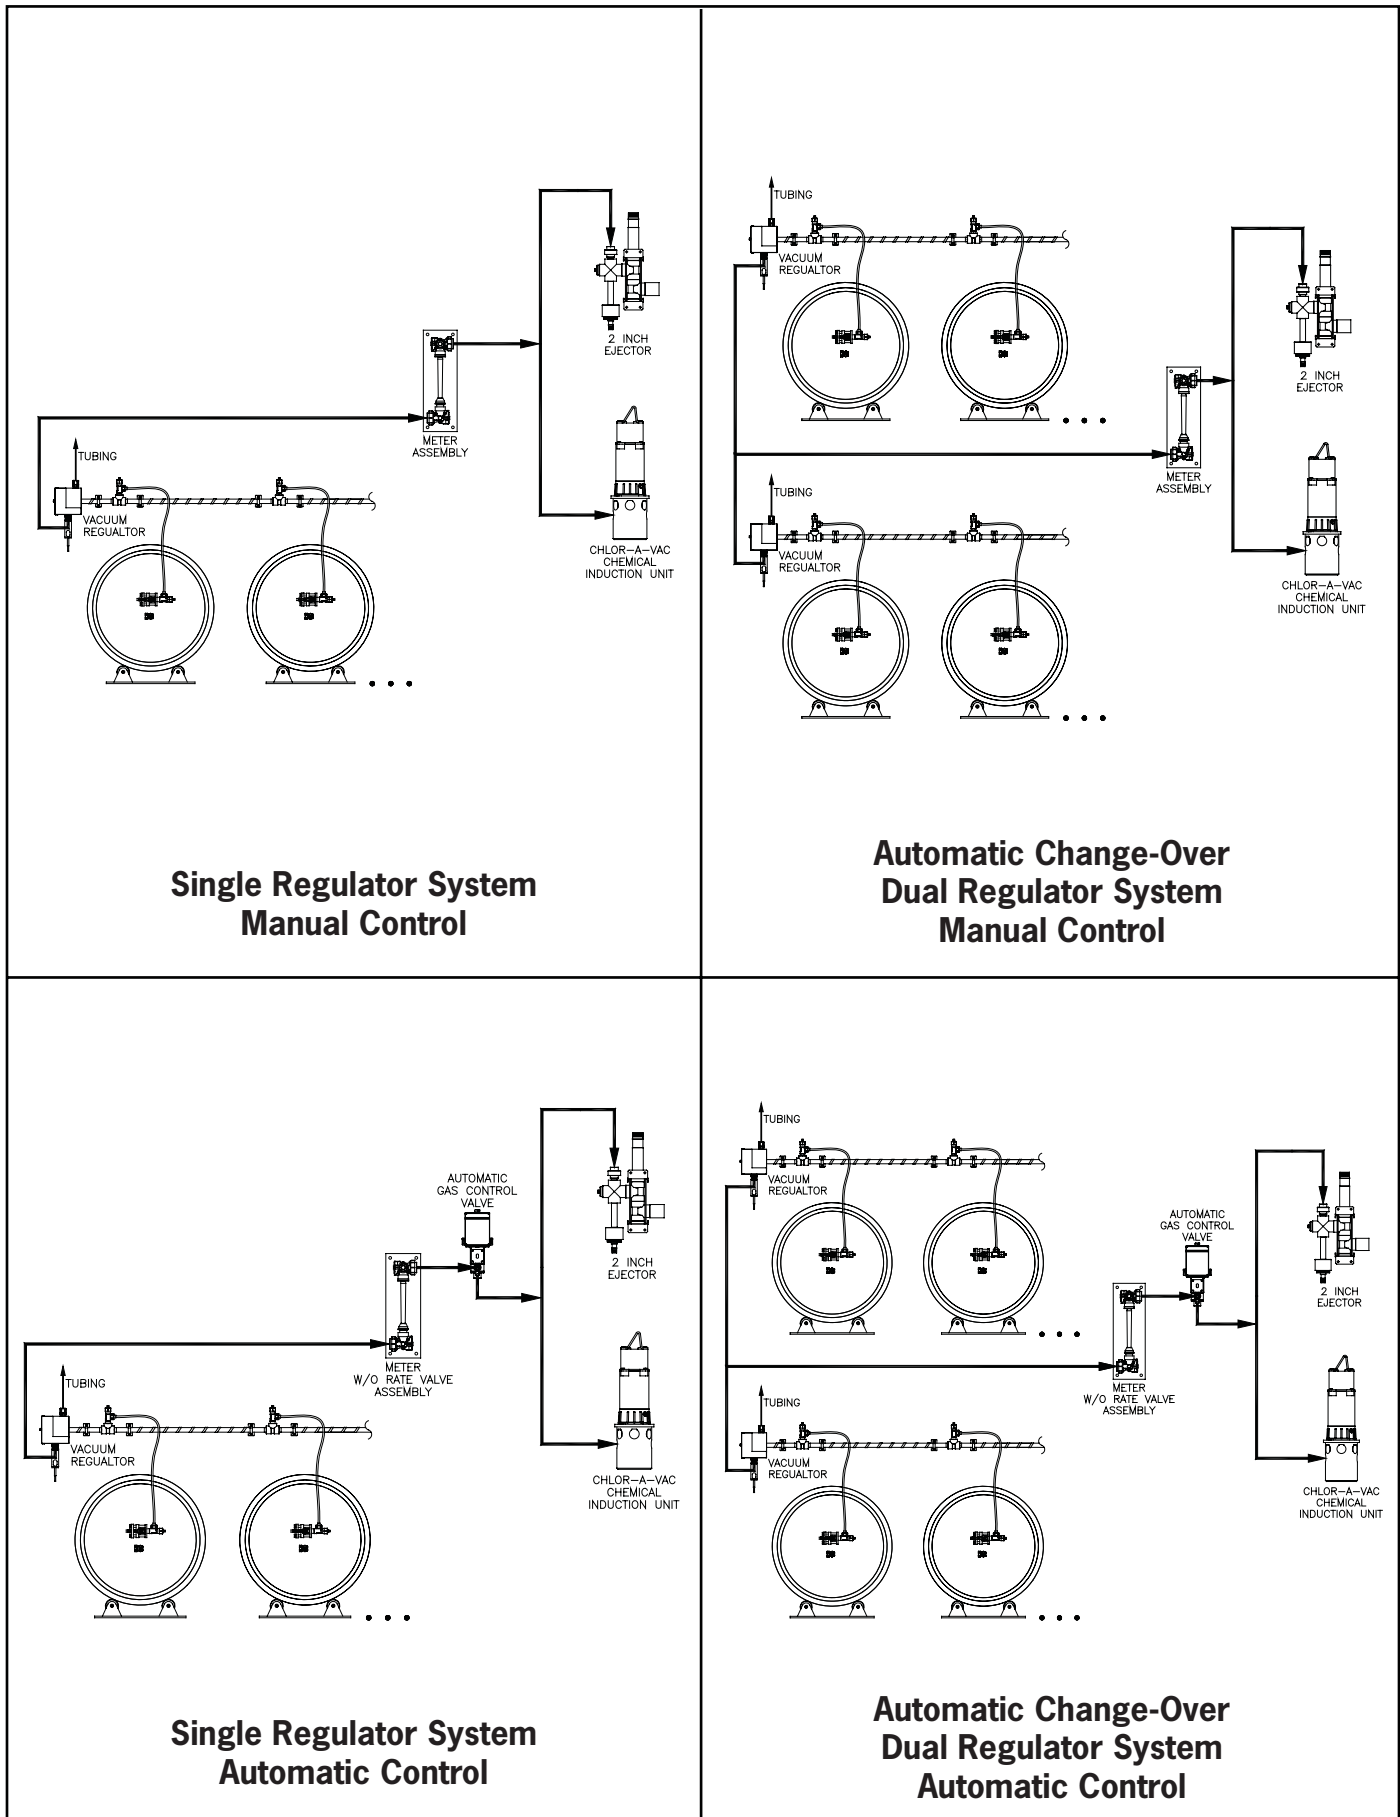 TUBING
VACUUM
REGUALTOR
METER
ASSEMBLY
2 INCH
EJECTOR
CHLOR-A-VAC
CHEMICAL
INDUCTION UNIT
Single Regulator System
Manual Control
TUBING
VACUUM
REGUALTOR
TUBING
VACUUM
REGUALTOR
METER
ASSEMBLY
2 INCH
EJECTOR
CHLOR-A-VAC
CHEMICAL
INDUCTION UNIT
Automatic Change-Over
Dual Regulator System
Manual Control
AUTOMATIC
GAS CONTROL
VALVE
2 INCH
EJECTOR
METER
W/O RATE VALVE
ASSEMBLY
TUBING
VACUUM
REGUALTOR
CHLOR-A-VAC
CHEMICAL
INDUCTION UNIT
Single Regulator System
Automatic Control
TUBING
VACUUM
REGUALTOR
AUTOMATIC
GAS CONTROL
VALVE
2 INCH
EJECTOR
METER
W/O RATE VALVE
ASSEMBLY
TUBING
VACUUM
REGUALTOR
CHLOR-A-VAC
CHEMICAL
INDUCTION UNIT
Automatic Change-Over
Dual Regulator System
Automatic Control